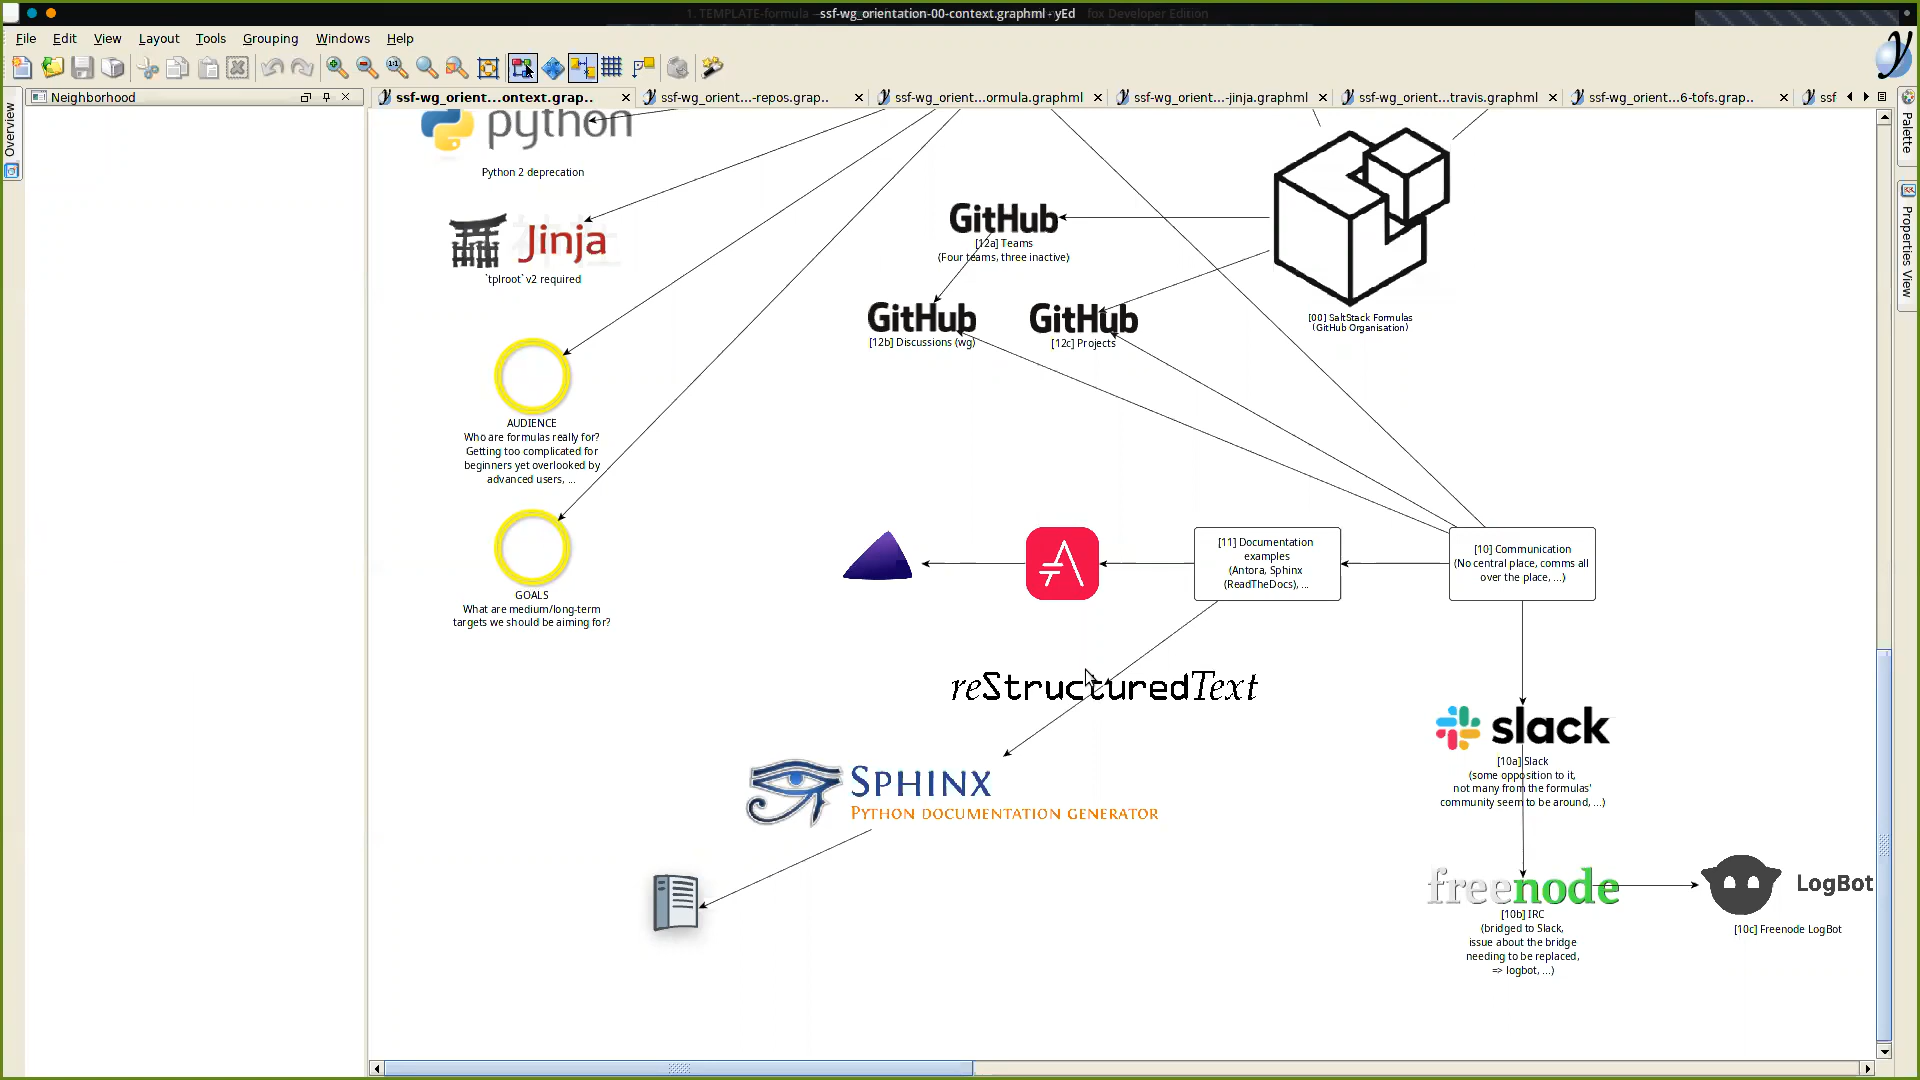 ssf-wg_orientation-00-context.graphml - yEd
1. TEMPLATE-formula
fox Developer Edition
File Edit View Layout Tools Grouping Windows Help
Neighborhood
ssf-wg_orient...ontext.grap..
ssf-wg_orient...-repos.grap..
ssf-wg_orient...ormula.graphml
ssf-wg_orient...-jinja.graphml
ssf-wg_orient...travis.graphml
ssf-wg_orient...6-tofs.grap..
ssf
Overview
Palette
Properties View
python
Python 2 deprecation
Jinja
`tplroot` v2 required
AUDIENCE
Who are formulas really for?
Getting too complicated for
beginners yet overlooked by
advanced users, ...
GOALS
What are medium/long-term
targets we should be aiming for?
GitHub
[12a] Teams
(Four teams, three inactive)
GitHub
[12b] Discussions (wg)
GitHub
[12c] Projects
[00] SaltStack Formulas
(GitHub Organisation)
[11] Documentation
examples
(Antora, Sphinx
(ReadTheDocs), ...
[10] Communication
(No central place, comms all
over the place, ...)
reStructuredText
SPHINX
PYTHON DOCUMENTATION GENERATOR
slack
[10a] Slack
(some opposition to it,
not many from the formulas'
community seem to be around, ...)
freenode
[10b] IRC
(bridged to Slack,
issue about the bridge
needing to be replaced,
=> logbot, ...)
LogBot
[10c] Freenode LogBot